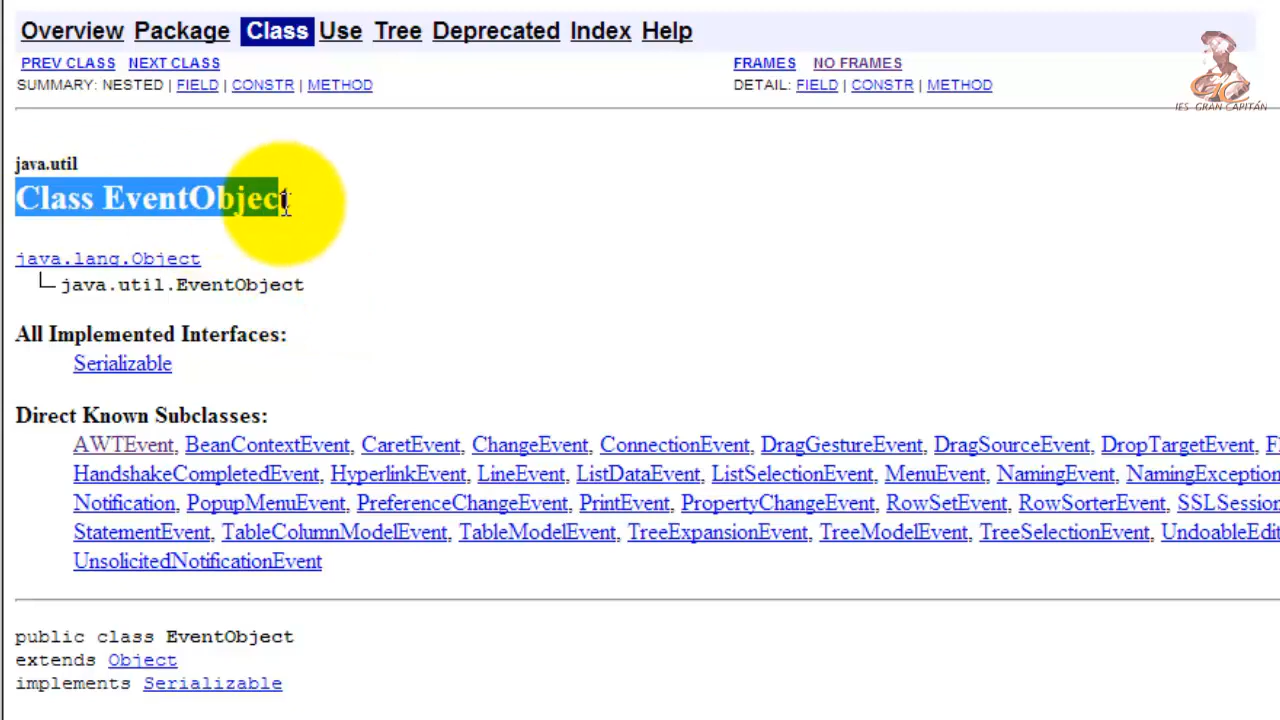 Overview Package Class Use Tree Deprecated Index Help
PREV CLASS NEXT CLASS FRAMES NO FRAMES
SUMMARY: NESTED | FIELD | CONSTR | METHOD DETAIL: FIELD | CONSTR | METHOD
IES GRAN CAPITÁN
java.util
Class EventObject
java.lang.Object
java.util.EventObject
All Implemented Interfaces:
Serializable
Direct Known Subclasses:
AWTEvent, BeanContextEvent, CaretEvent, ChangeEvent, ConnectionEvent, DragGestureEvent, DragSourceEvent, DropTargetEvent, F
HandshakeCompletedEvent, HyperlinkEvent, LineEvent, ListDataEvent, ListSelectionEvent, MenuEvent, NamingEvent, NamingException
Notification, PopupMenuEvent, PreferenceChangeEvent, PrintEvent, PropertyChangeEvent, RowSetEvent, RowSorterEvent, SSLSession
StatementEvent, TableColumnModelEvent, TableModelEvent, TreeExpansionEvent, TreeModelEvent, TreeSelectionEvent, UndoableEdit
UnsolicitedNotificationEvent
public class EventObject
extends Object
implements Serializable